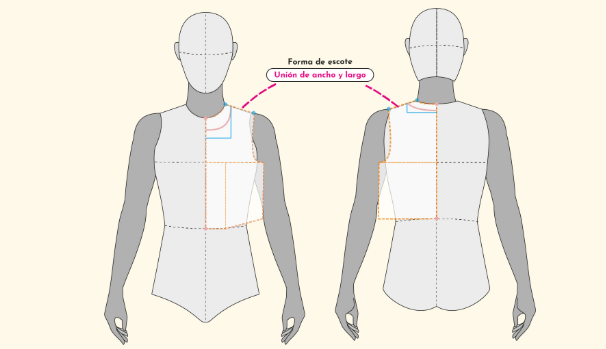 Forma de escote
Unión de ancho y largo